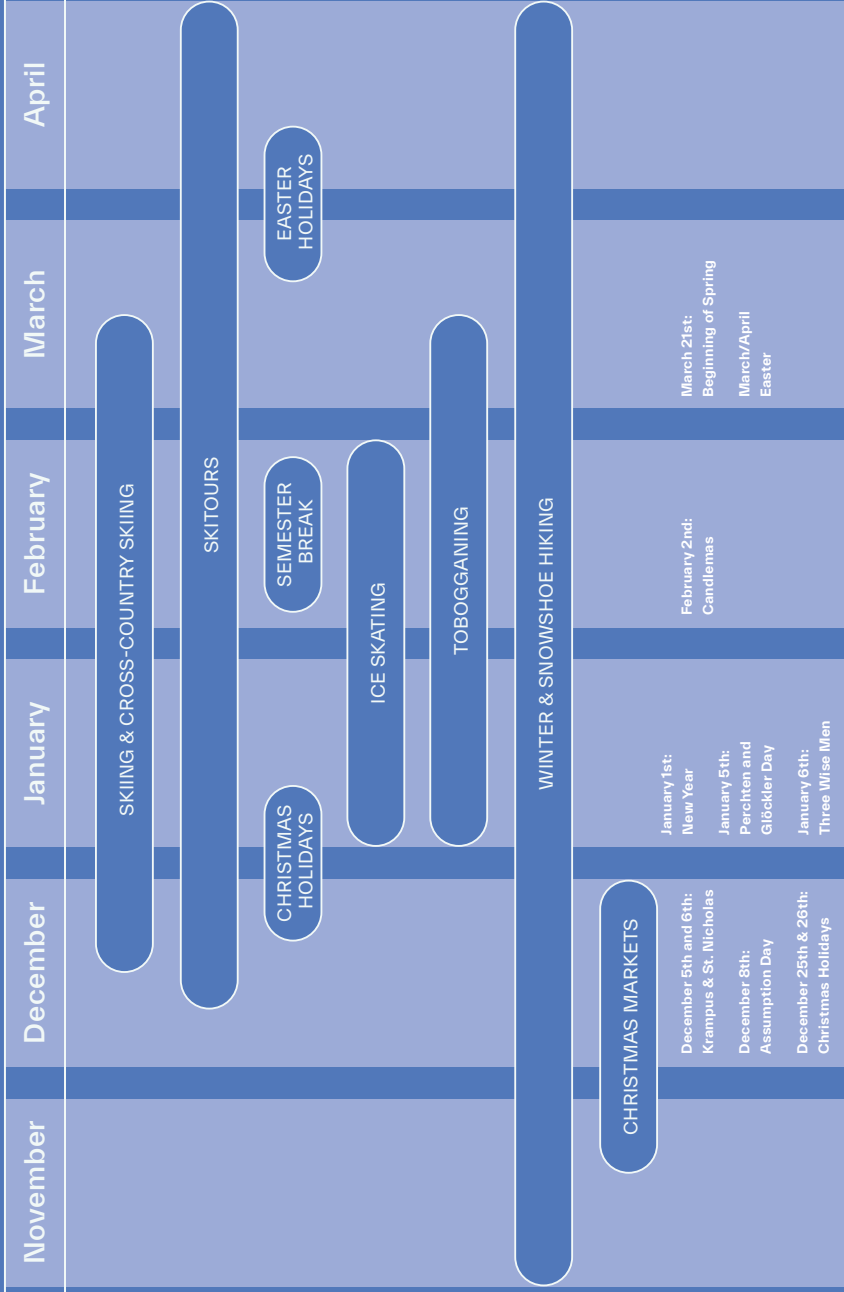 November
December
January
February
March
April
SKIING & CROSS-COUNTRY SKIING
SKITOURS
CHRISTMAS
HOLIDAYS
SEMESTER
BREAK
EASTER
HOLIDAYS
ICE SKATING
TOBOGGANING
WINTER & SNOWSHOE HIKING
CHRISTMAS MARKETS
December 5th and 6th:
Krampus & St. Nicholas
December 8th:
Assumption Day
December 25th & 26th:
Christmas Holidays
January 1st:
New Year
January 5th:
Perchten and
Glöckler Day
January 6th:
Three Wise Men
February 2nd:
Candlemas
March 21st:
Beginning of Spring
March/April
Easter